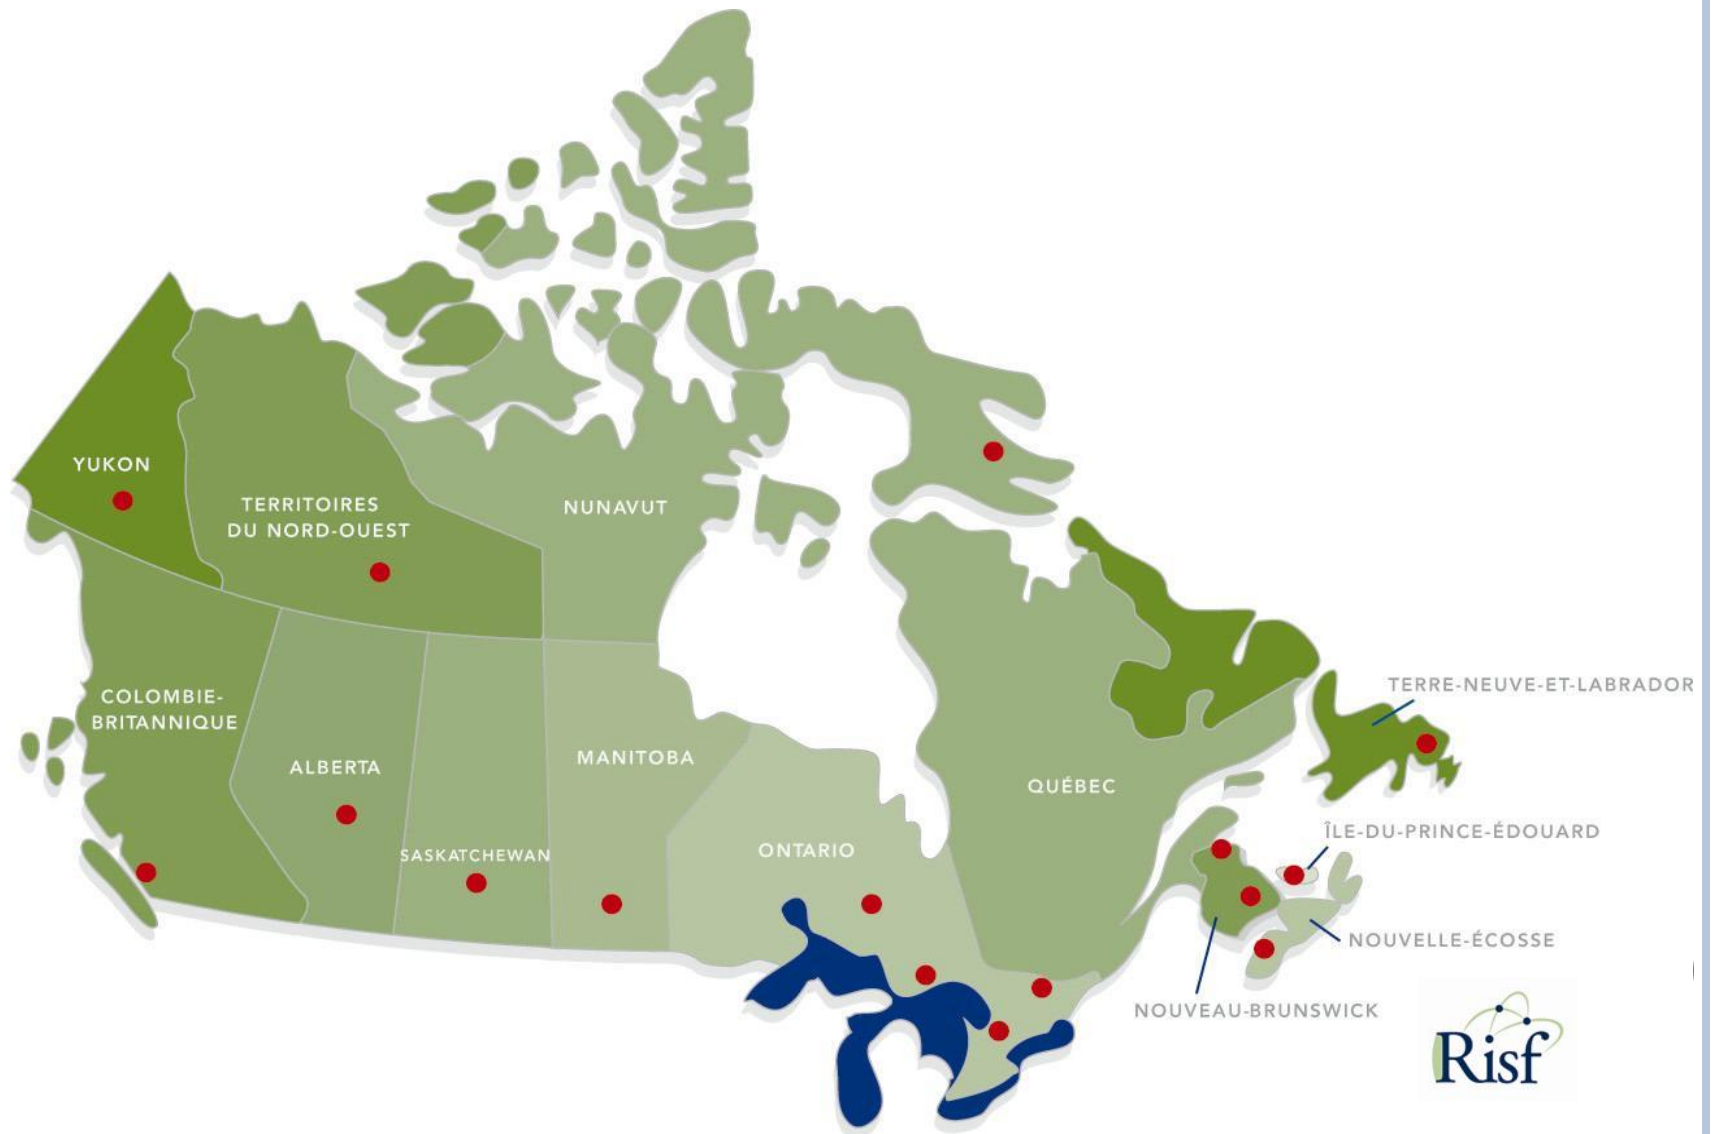 YUKON
TERRITOIRES
DU NORD-OUEST
NUNAVUT
COLOMBIE-
BRITANNIQUE
TERRE-NEUVE-ET-LABRADOR
ALBERTA
MANITOBA
QUÉBEC
SASKATCHEWAN
ONTARIO
ÎLE-DU-PRINCE-ÉDOUARD
NOUVELLE-ÉCOSSE
NOUVEAU-BRUNSWICK
Risf